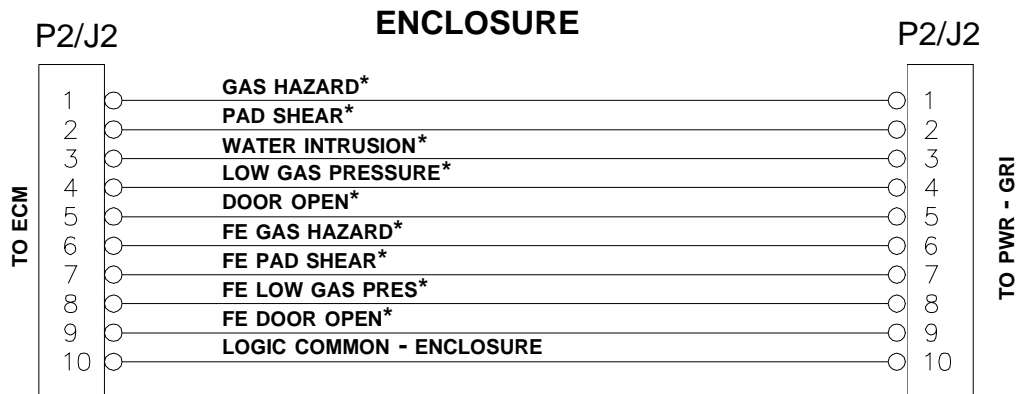 ENCLOSURE
P2/J2 P2/J2
1 GAS HAZARD* 1
2 PAD SHEAR* 2
3 WATER INTRUSION* 3
4 LOW GAS PRESSURE* 4
5 DOOR OPEN* 5
6 FE GAS HAZARD* 6
7 FE PAD SHEAR* 7
8 FE LOW GAS PRES* 8
9 FE DOOR OPEN* 9
10 LOGIC COMMON - ENCLOSURE 10
TO ECM
TO PWR - GRI